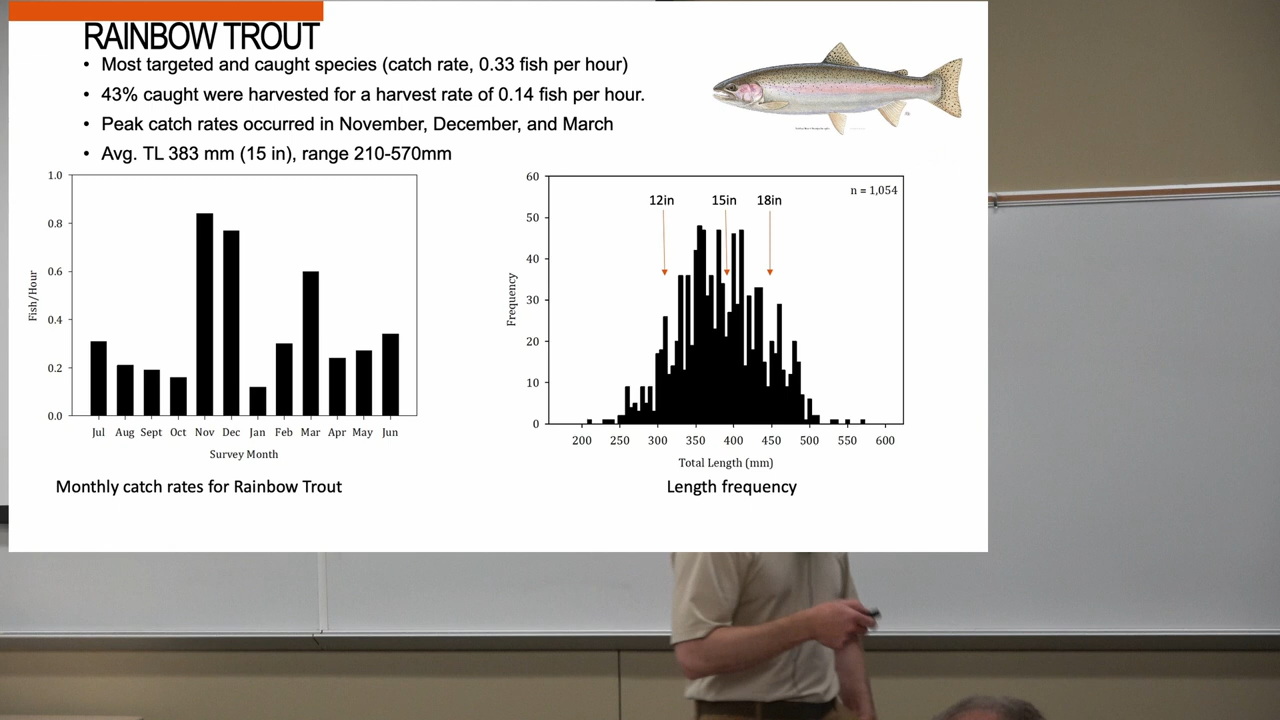 RAINBOW TROUT
• Most targeted and caught species (catch rate, 0.33 fish per hour)
• 43% caught were harvested for a harvest rate of 0.14 fish per hour.
• Peak catch rates occurred in November, December, and March
• Avg. TL 383 mm (15 in), range 210-570mm
1.0
0.8
0.6
0.4
0.2
0.0
Fish/Hour
Jul Aug Sept Oct Nov Dec Jan Feb Mar Apr May Jun
Survey Month
Monthly catch rates for Rainbow Trout
60
50
40
30
20
10
0
Frequency
n = 1,054
12in 15in 18in
200 250 300 350 400 450 500 550 600
Total Length (mm)
Length frequency